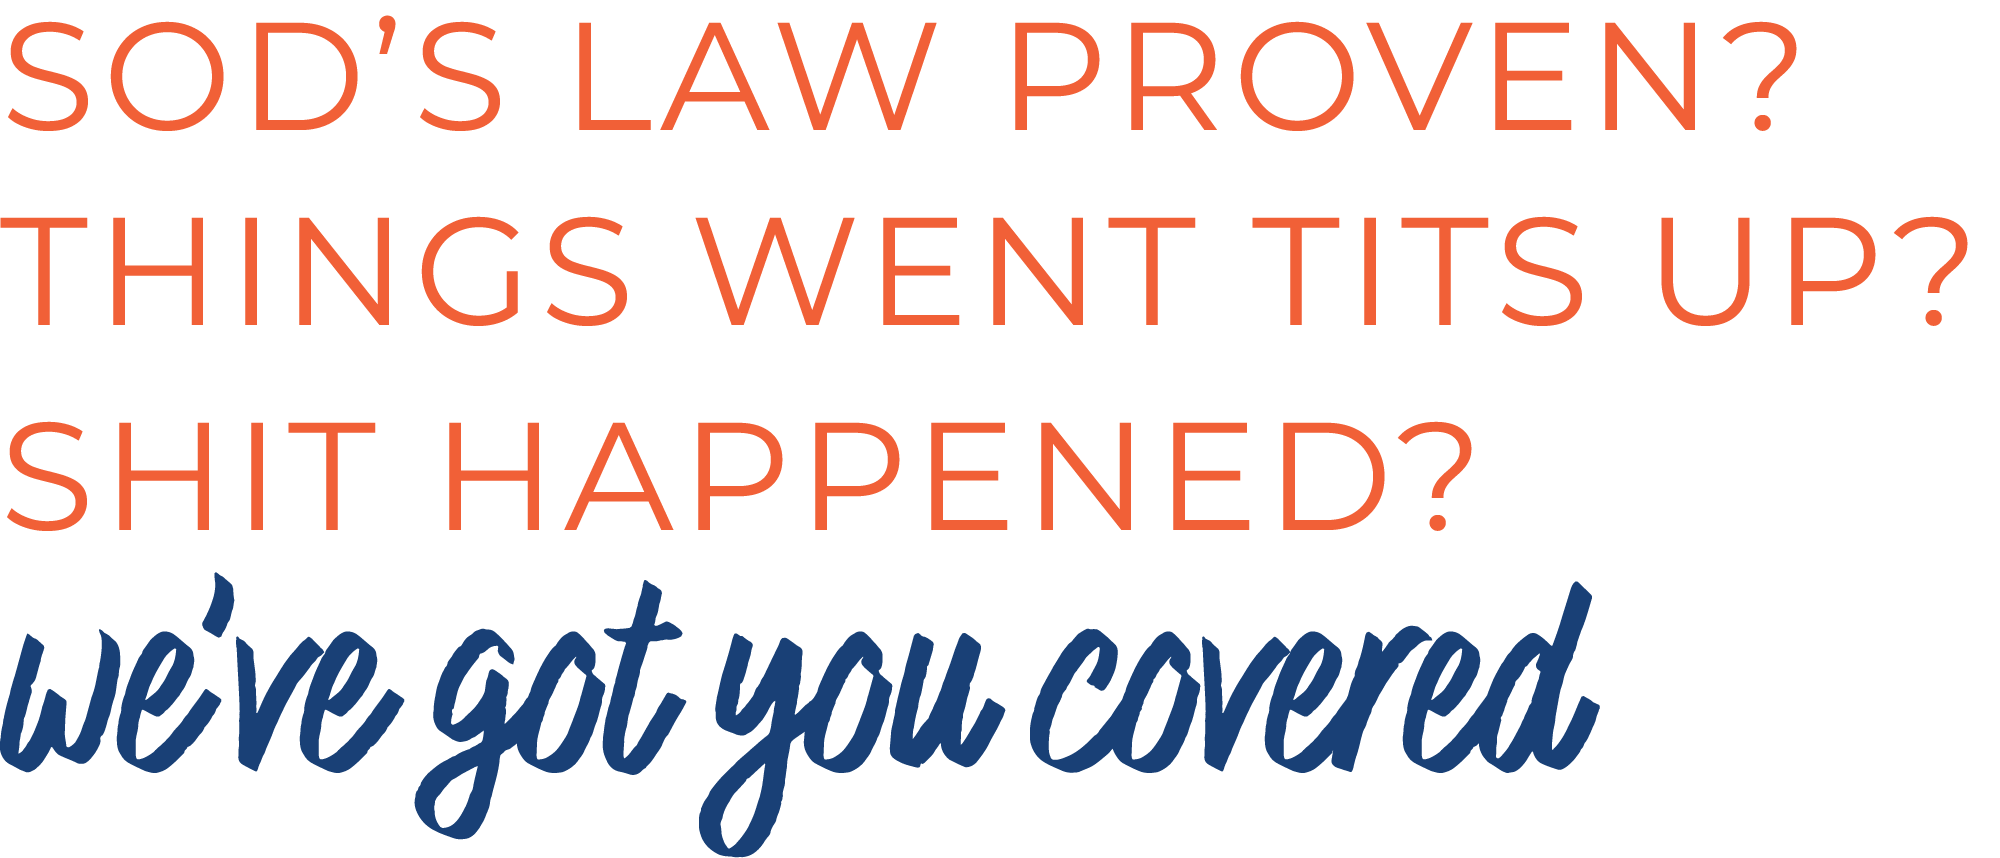 SOD’S LAW PROVEN?
THINGS WENT TITS UP?
SHIT HAPPENED?
we've got you covered